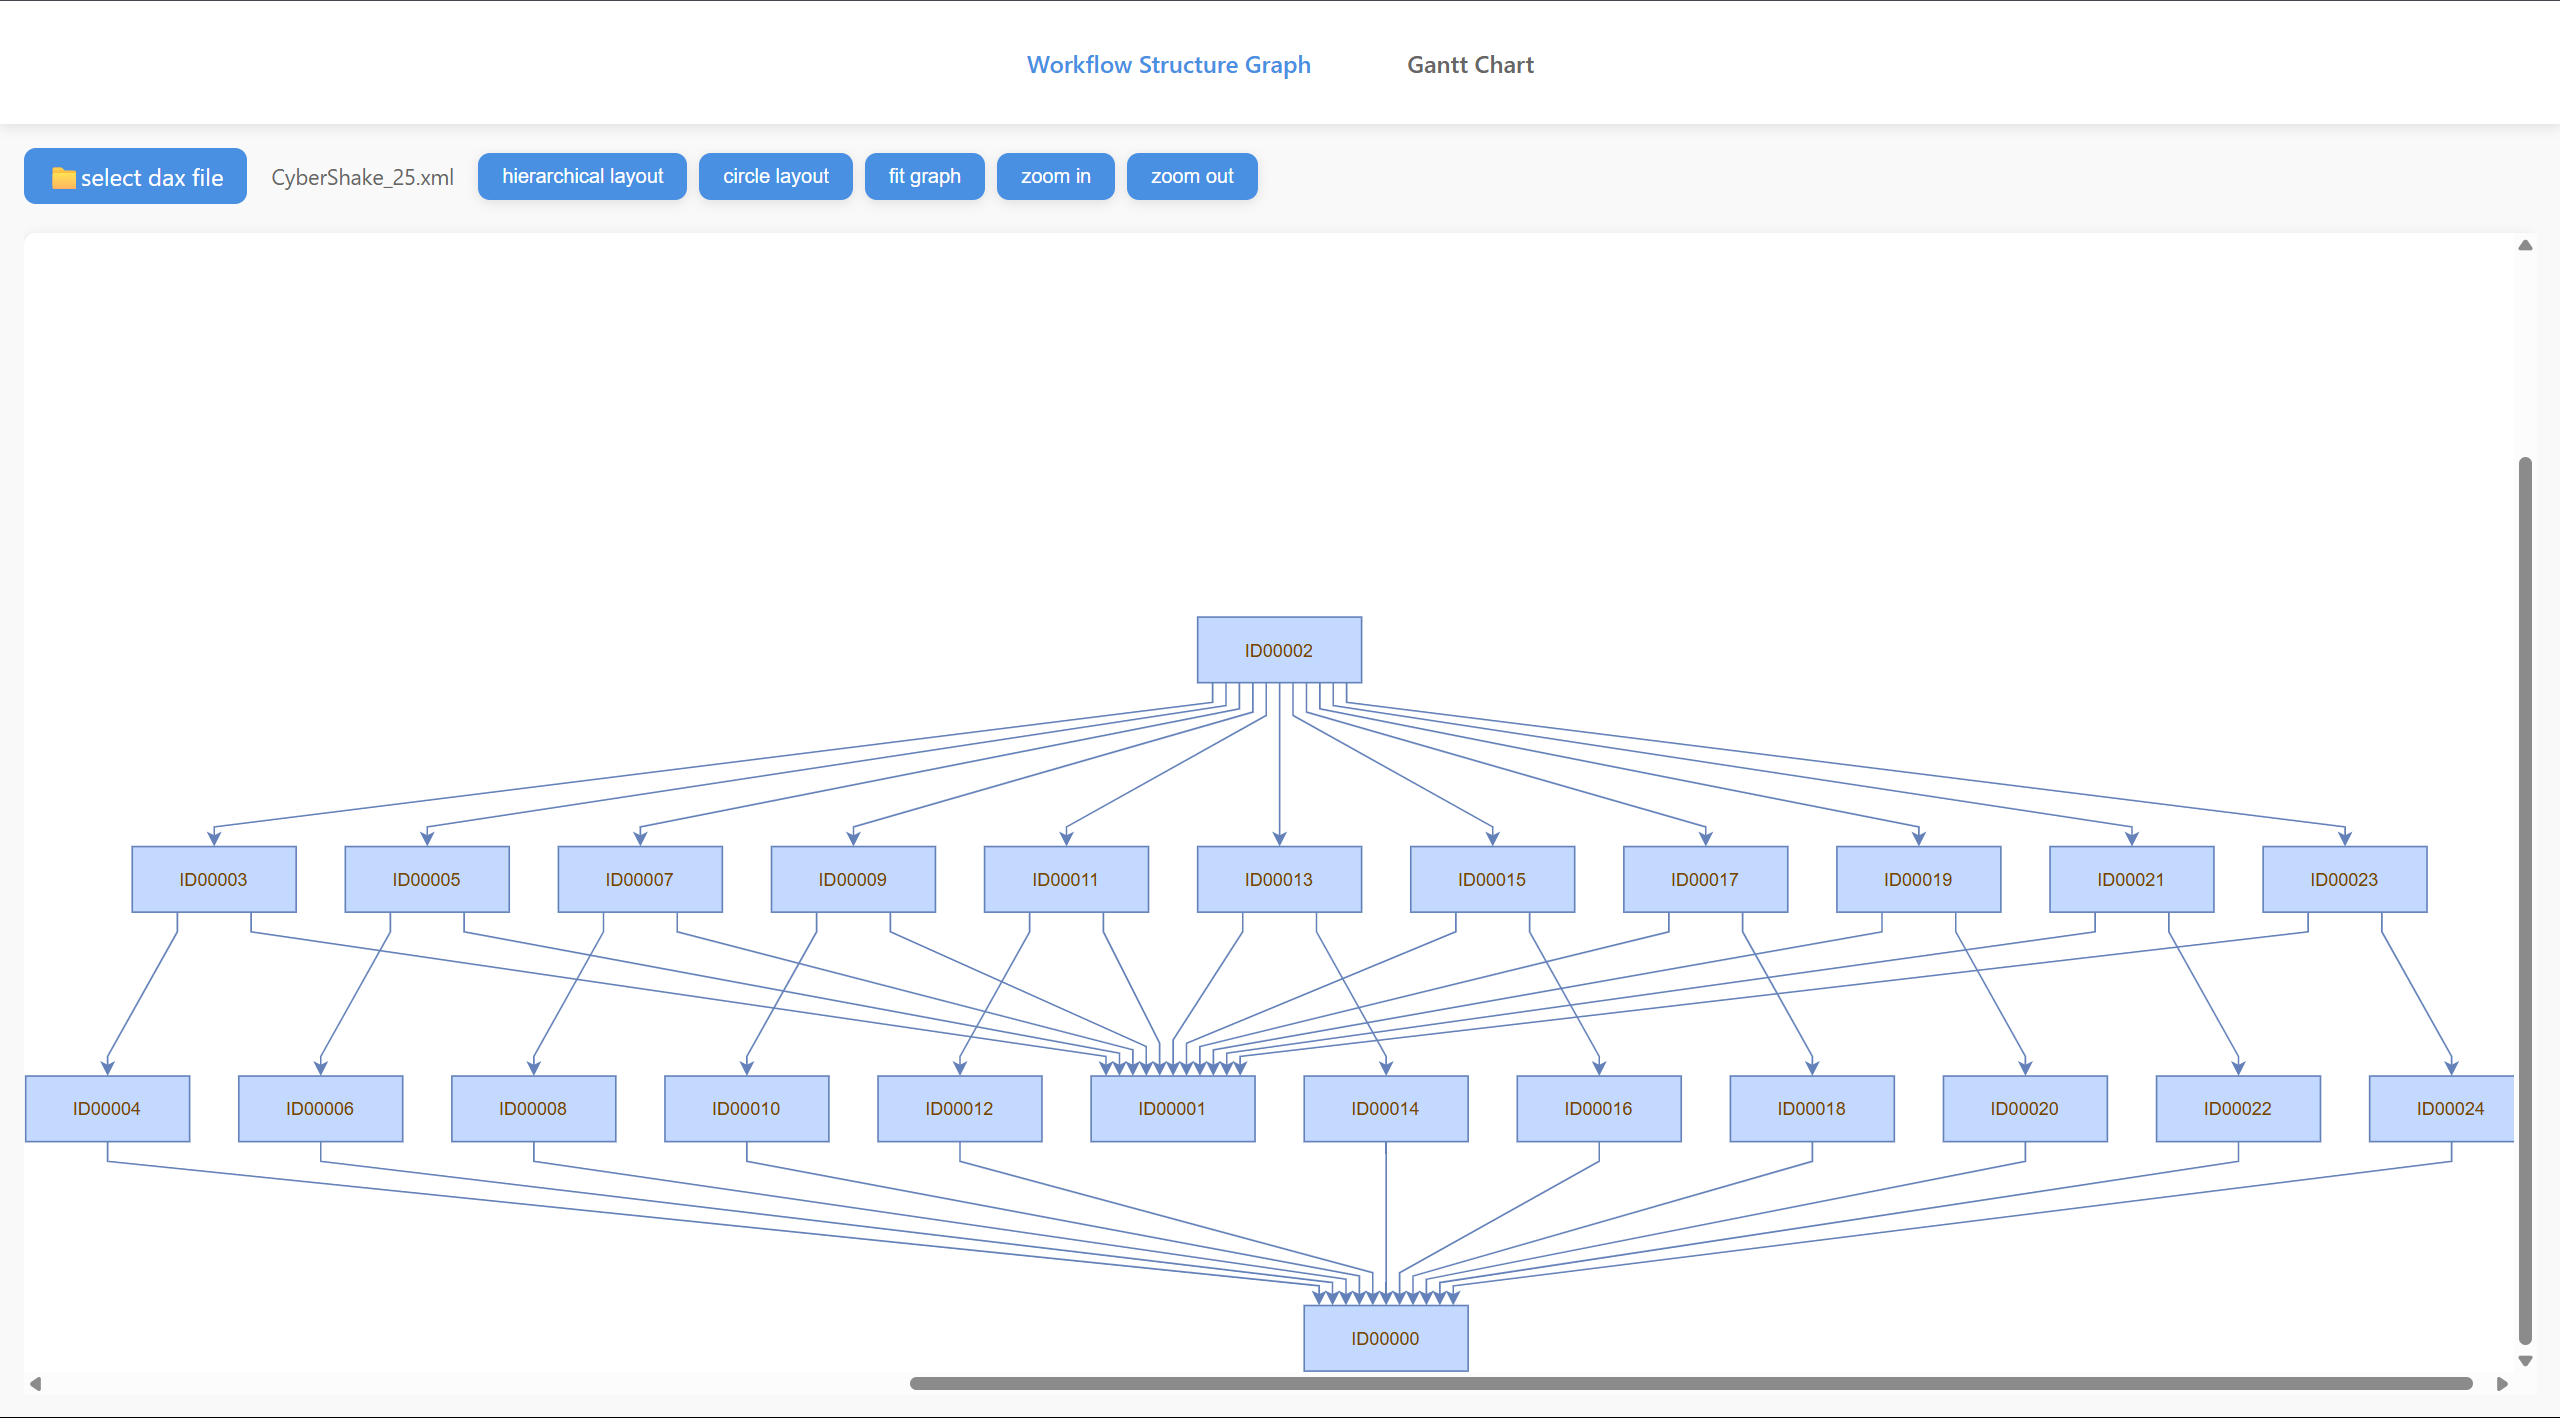 Workflow Structure Graph Gantt Chart
select dax file CyberShake_25.xml hierarchical layout circle layout fit graph zoom in zoom out
ID00002
ID00003 ID00005 ID00007 ID00009 ID00011 ID00013 ID00015 ID00017 ID00019 ID00021 ID00023
ID00004 ID00006 ID00008 ID00010 ID00012 ID00001 ID00014 ID00016 ID00018 ID00020 ID00022 ID00024
ID00000